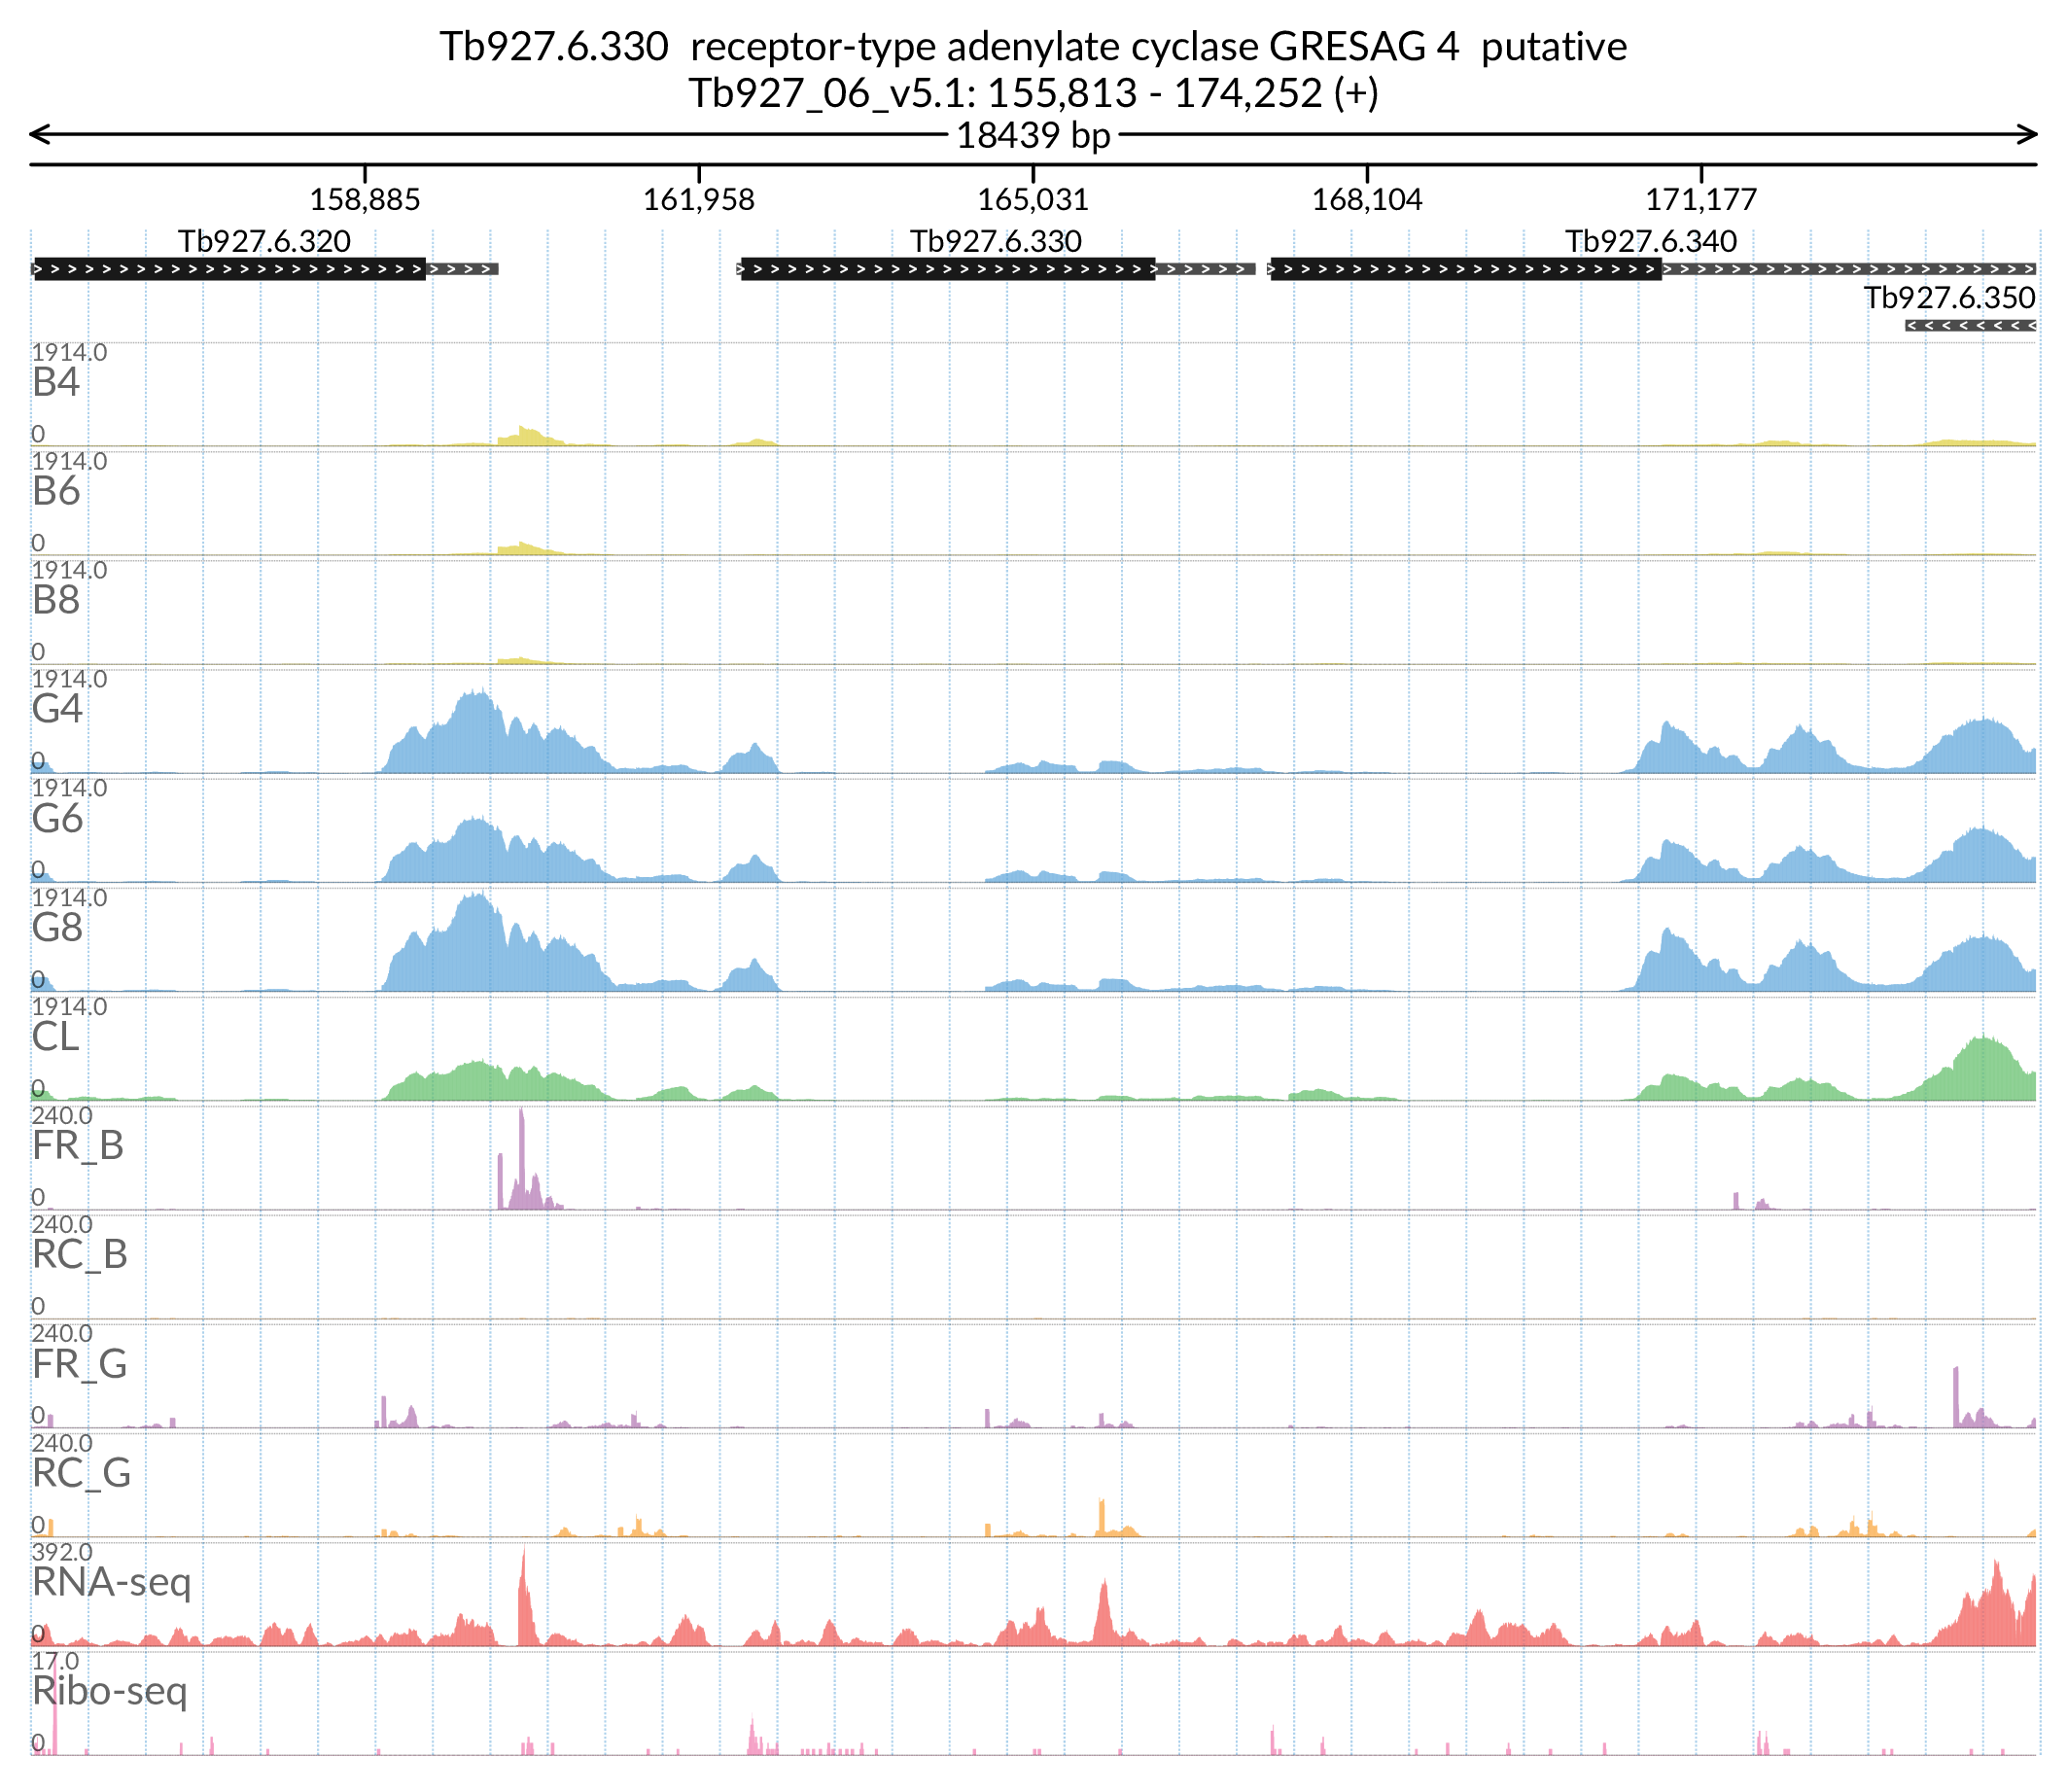 Tb927.6.330 receptor-type adenylate cyclase GRESAG 4 putative
Tb927_06_v5.1: 155,813 - 174,252 (+)
18439 bp
158,885 161,958 165,031 168,104 171,177
Tb927.6.320 Tb927.6.330 Tb927.6.340
Tb927.6.350
1914.0
B4
0
1914.0
B6
0
1914.0
B8
0
1914.0
G4
0
1914.0
G6
0
1914.0
G8
0
1914.0
CL
0
240.0
FR_B
0
240.0
RC_B
0
240.0
FR_G
0
240.0
RC_G
0
392.0
RNA-seq
0
17.0
Ribo-seq
0